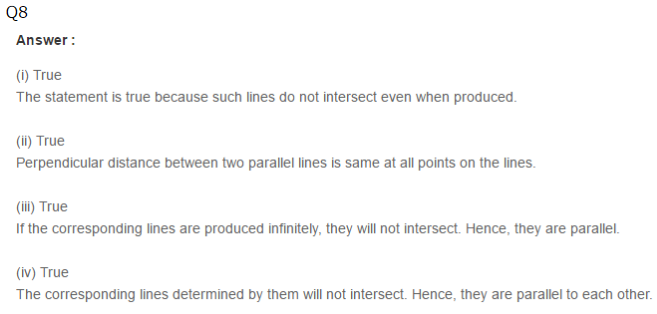 Q8
Answer :
(i) True
The statement is true because such lines do not intersect even when produced.
(ii) True
Perpendicular distance between two parallel lines is same at all points on the lines.
(iii) True
If the corresponding lines are produced infinitely, they will not intersect. Hence, they are parallel.
(iv) True
The corresponding lines determined by them will not intersect. Hence, they are parallel to each other.